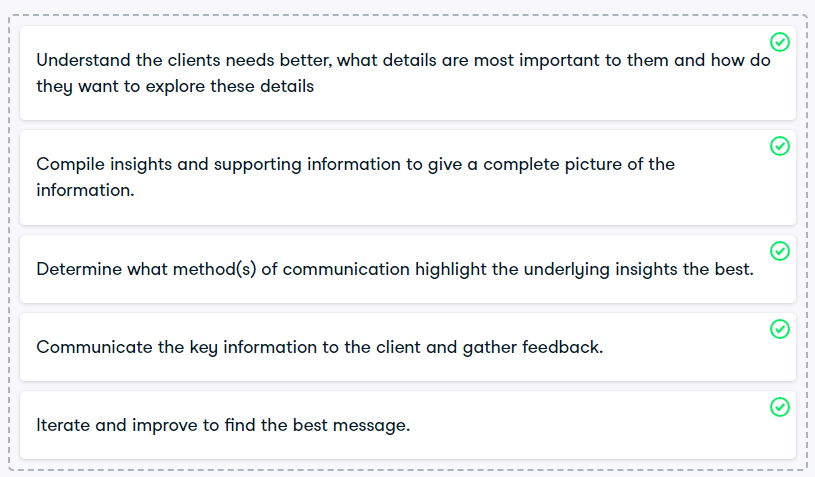 Understand the clients needs better, what details are most important to them and how do
they want to explore these details
Compile insights and supporting information to give a complete picture of the
information.
Determine what method(s) of communication highlight the underlying insights the best.
Communicate the key information to the client and gather feedback.
Iterate and improve to find the best message.